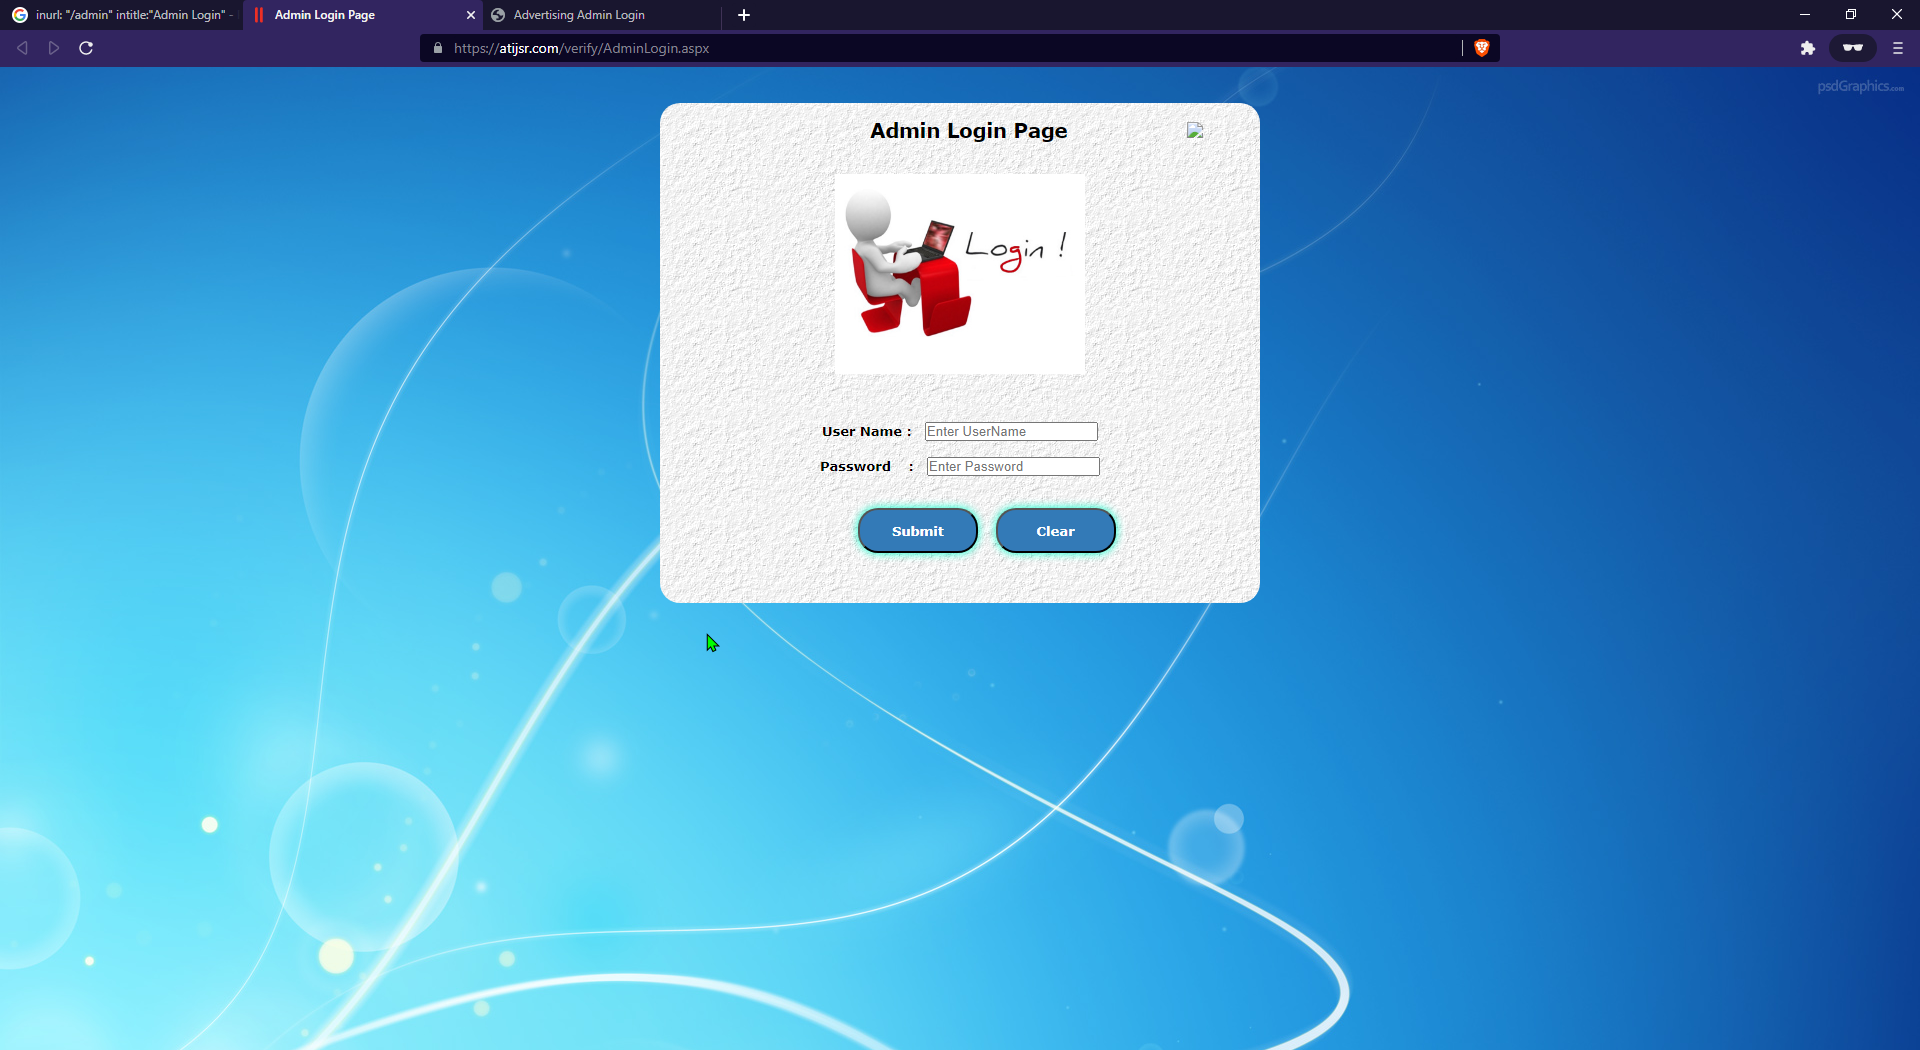 inurl: "/admin" intitle:"Admin Login" -
Admin Login Page
Advertising Admin Login
https://atijsr.com/verify/AdminLogin.aspx
psdGraphics.com
Admin Login Page
Login !
User Name :
Enter UserName
Password :
Enter Password
Submit
Clear